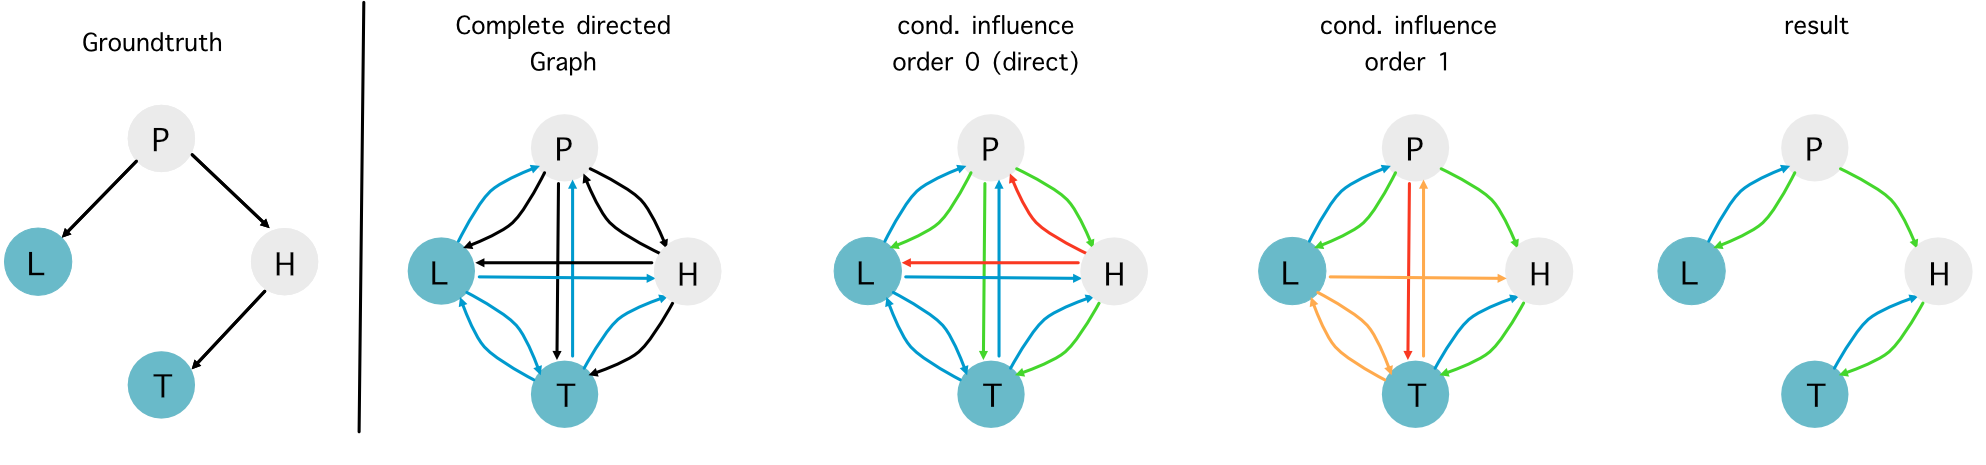 Groundtruth
P
L
H
T
Complete directed
Graph
P
L
H
T
cond. influence
order 0 (direct)
P
L
H
T
cond. influence
order 1
P
L
H
T
result
P
L
H
T